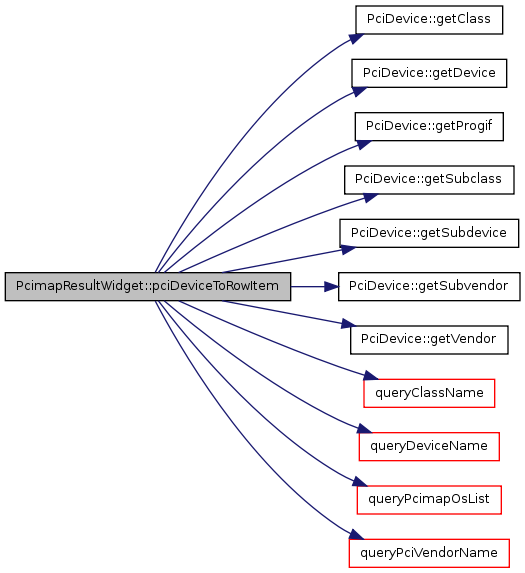 PciDevice::getClass
PciDevice::getDevice
PciDevice::getProgif
PciDevice::getSubclass
PciDevice::getSubdevice
PcimapResultWidget::pciDeviceToRowItem
PciDevice::getSubvendor
PciDevice::getVendor
queryClassName
queryDeviceName
queryPcimapOsList
queryPciVendorName